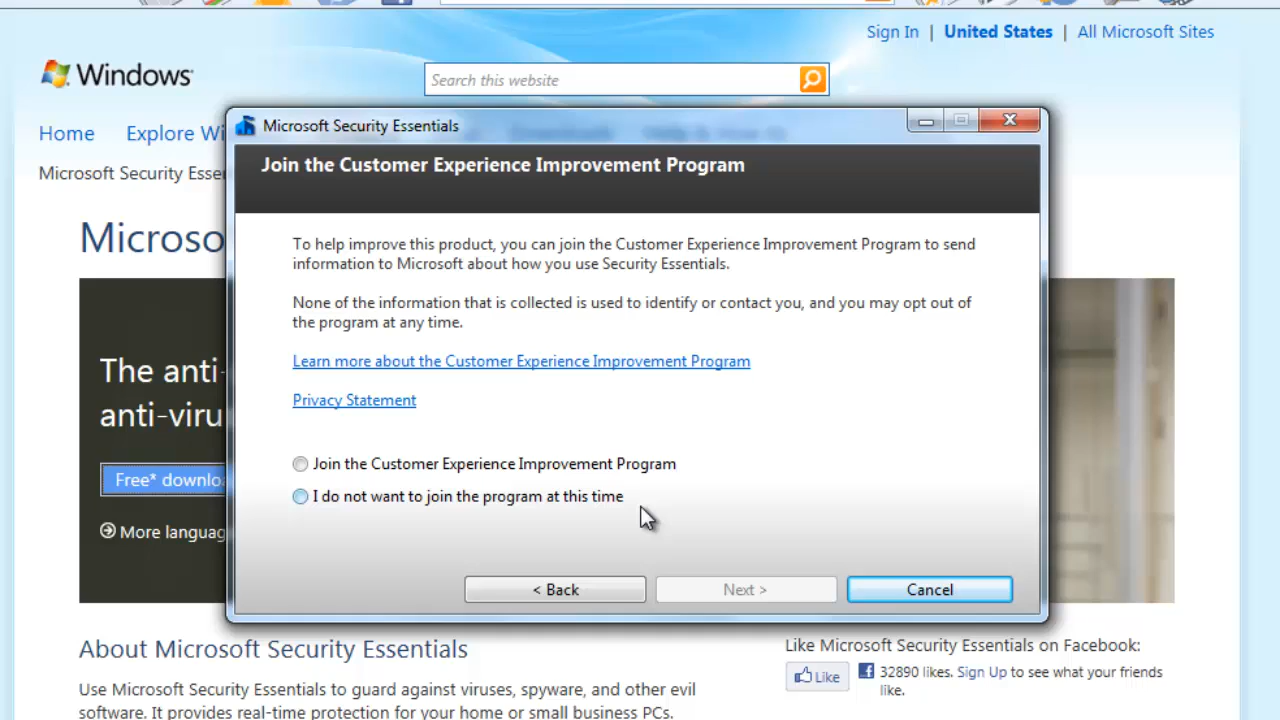 Sign In | United States | All Microsoft Sites
Windows
Search this website
Home Explore Wi
Microsoft Security Esse
Microso
The anti-
anti-viru
Free* downlo
More languag
Microsoft Security Essentials
Join the Customer Experience Improvement Program
To help improve this product, you can join the Customer Experience Improvement Program to send
information to Microsoft about how you use Security Essentials.
None of the information that is collected is used to identify or contact you, and you may opt out of
the program at any time.
Learn more about the Customer Experience Improvement Program
Privacy Statement
Join the Customer Experience Improvement Program
I do not want to join the program at this time
< Back
Next >
Cancel
About Microsoft Security Essentials
Use Microsoft Security Essentials to guard against viruses, spyware, and other evil
software. It provides real-time protection for your home or small business PCs.
Like Microsoft Security Essentials on Facebook:
Like
32890 likes. Sign Up to see what your friends
like.